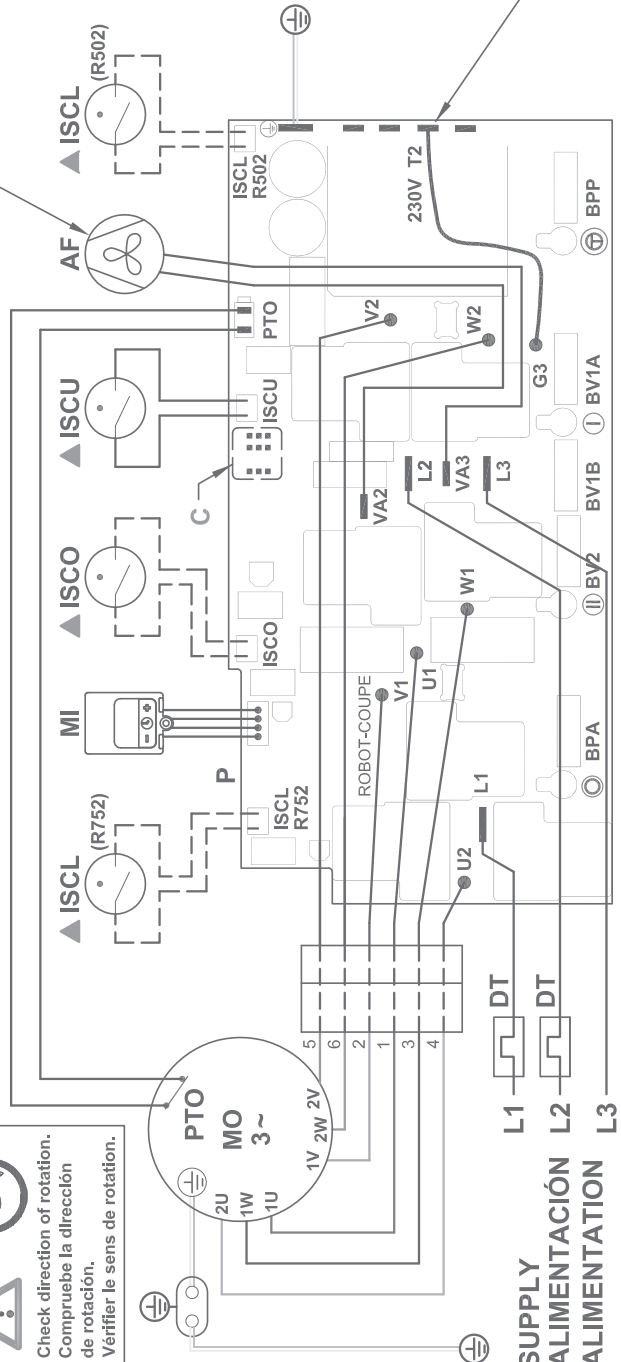 Check direction of rotation.
Compruebe la dirección
de rotación.
Vérifier le sens de rotation.
SUPPLY
ALIMENTACIÓN
ALIMENTATION
L1
L2
L3
DT
DT
PTO
MO
3~
2U
1W
1U
1V
2W
2V
5
6
2
1
3
4
ISCL
(R752)
MI
ISCO
ISCU
AF
ISCL
(R502)
P
ISCL
R752
ISCO
C
ISCU
PTO
ISCL
R502
ROBOT-COUPE
V1
U1
W1
U2
L1
VA2
L2
VA3
L3
V2
W2
G3
230V T2
BPA
BV2
BV1B
BV1A
BPP
II
I